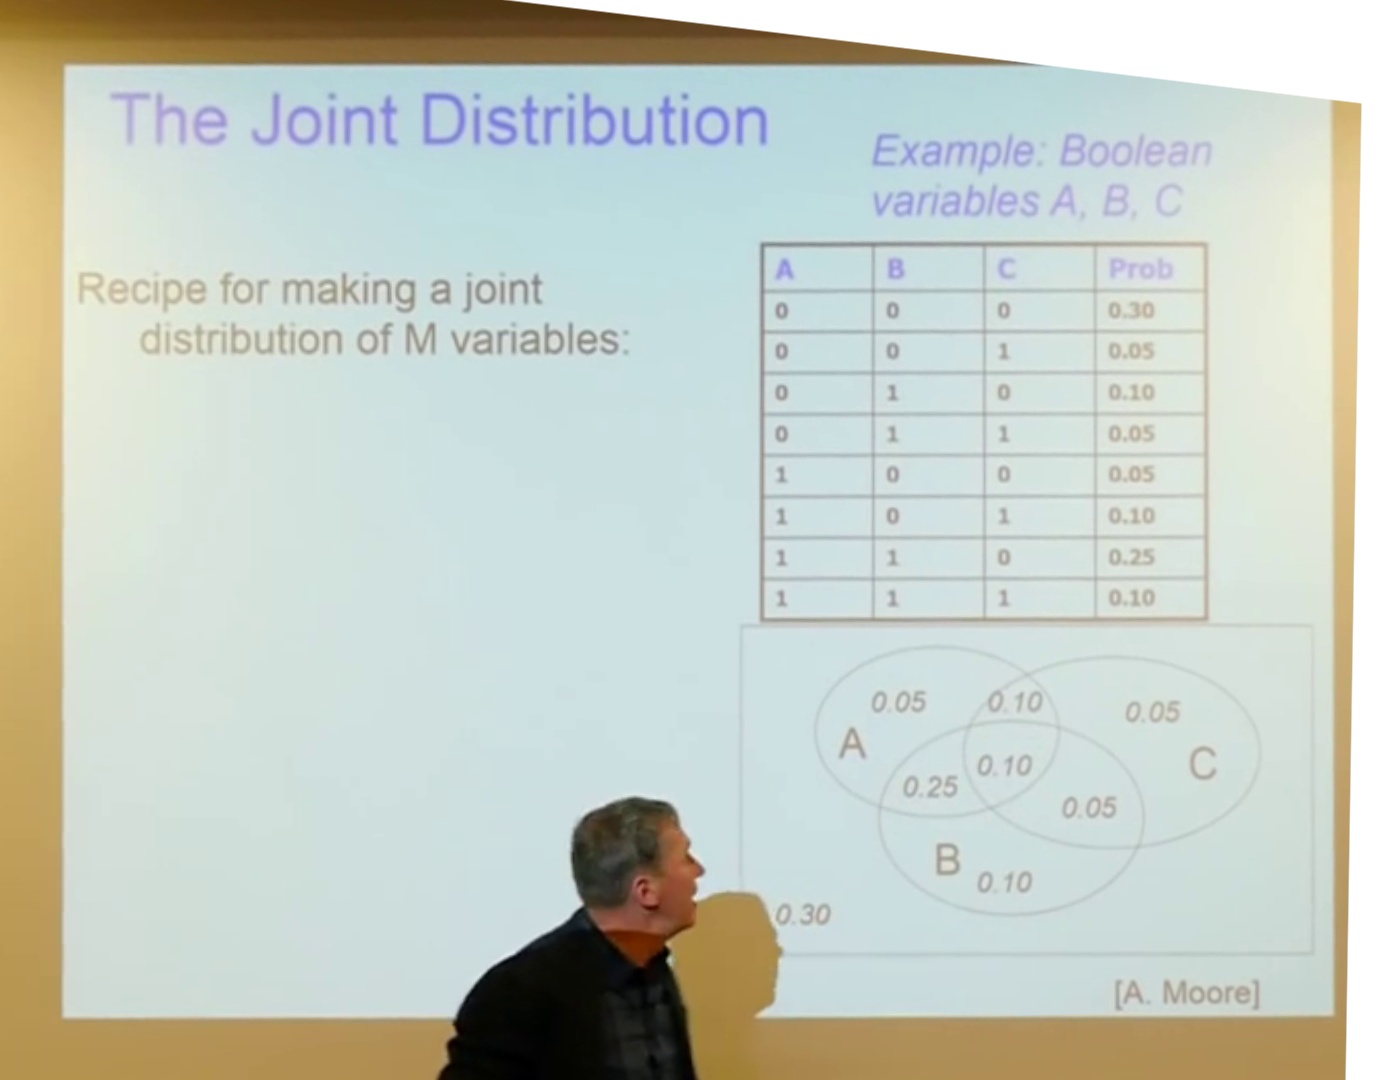 The Joint Distribution
Example: Boolean
variables A, B, C
Recipe for making a joint
distribution of M variables:
A B C Prob
0 0 0 0.30
0 0 1 0.05
0 1 0 0.10
0 1 1 0.05
1 0 0 0.05
1 0 1 0.10
1 1 0 0.25
1 1 1 0.10
0.05 0.10 0.05
A C
0.10
0.25 0.05
B 0.10
0.30
[A. Moore]